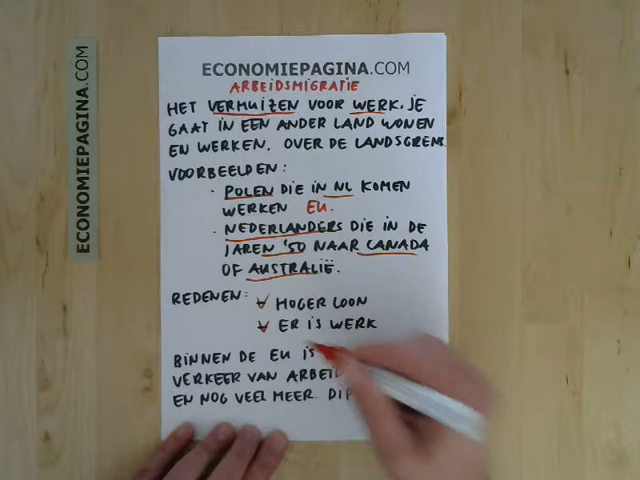 ECONOMIEPAGINA.COM
ECONOMIEPAGINA.COM
ARBEIDSMIGRATIE
HET VERHUIZEN VOOR WERK. JE
GAAT IN EEN ANDER LAND WONEN
EN WERKEN. OVER DE LANDSGRENS
VOORBEELDEN:
· POLEN DIE IN NL KOMEN
WERKEN EU.
· NEDERLANDERS DIE IN DE
JAREN '50 NAAR CANADA
OF AUSTRALIË.
REDENEN: HOGER LOON
ER IS WERK
BINNEN DE EU IS
VERKEER VAN
EN NOG VEEL MEER.